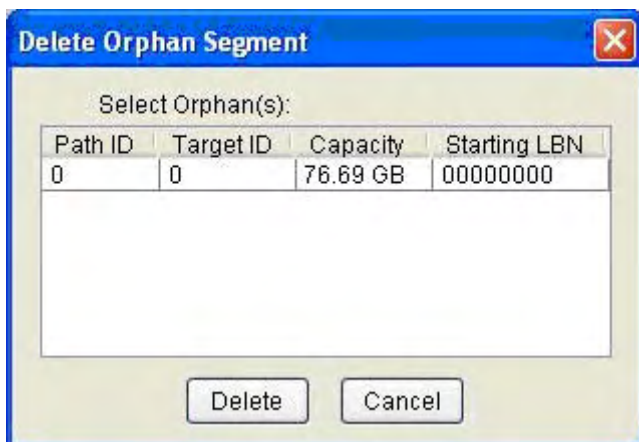 Delete Orphan Segment
Select Orphan(s):
Path ID Target ID Capacity Starting LBN
0 0 76.69 GB 00000000
Delete Cancel